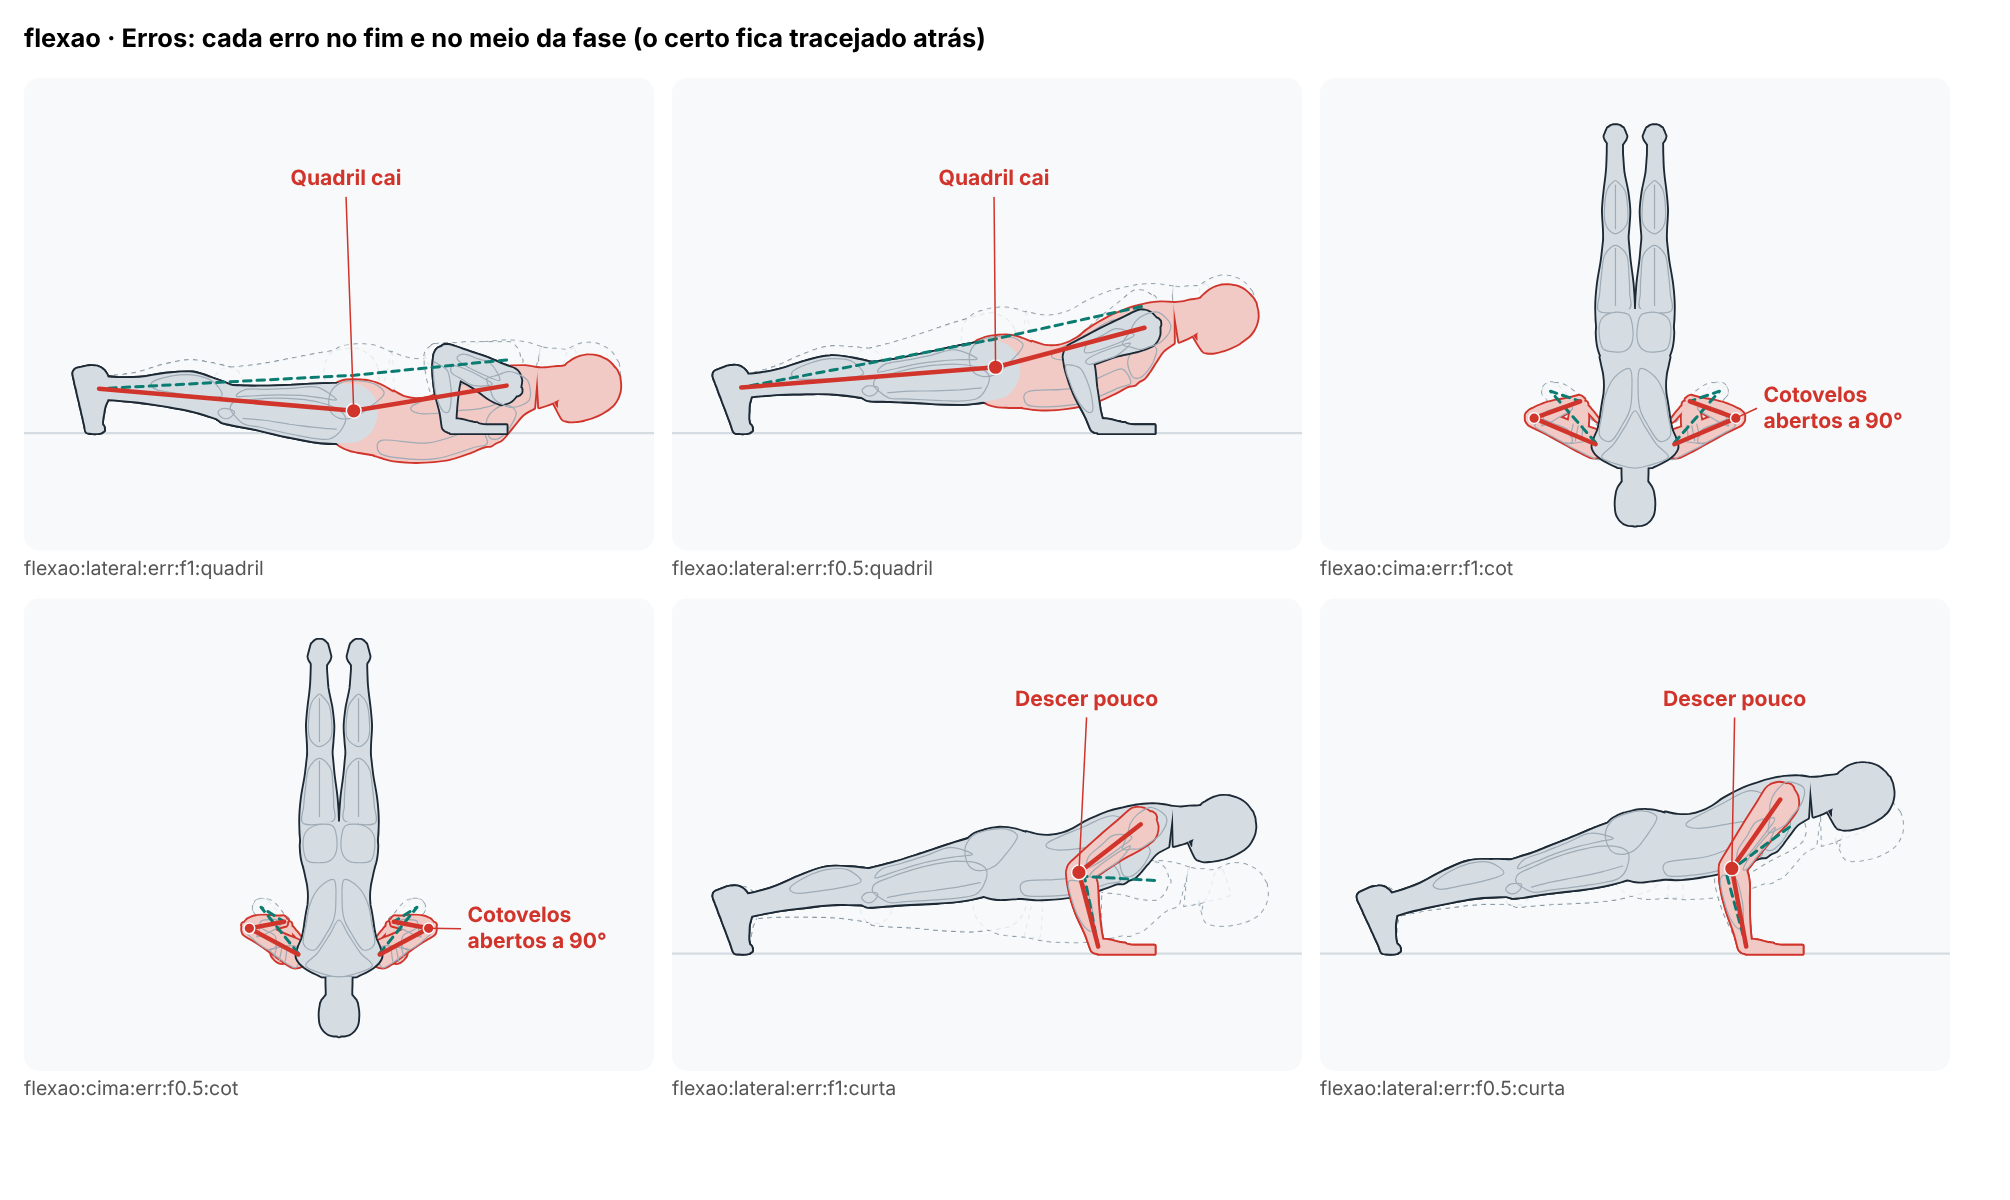 flexao · Erros: cada erro no fim e no meio da fase (o certo fica tracejado atrás)
Quadril cai
flexao:lateral:err:f1:quadril
Quadril cai
flexao:lateral:err:f0.5:quadril
Cotovelos
abertos a 90°
flexao:cima:err:f1:cot
Cotovelos
abertos a 90°
flexao:cima:err:f0.5:cot
Descer pouco
flexao:lateral:err:f1:curta
Descer pouco
flexao:lateral:err:f0.5:curta